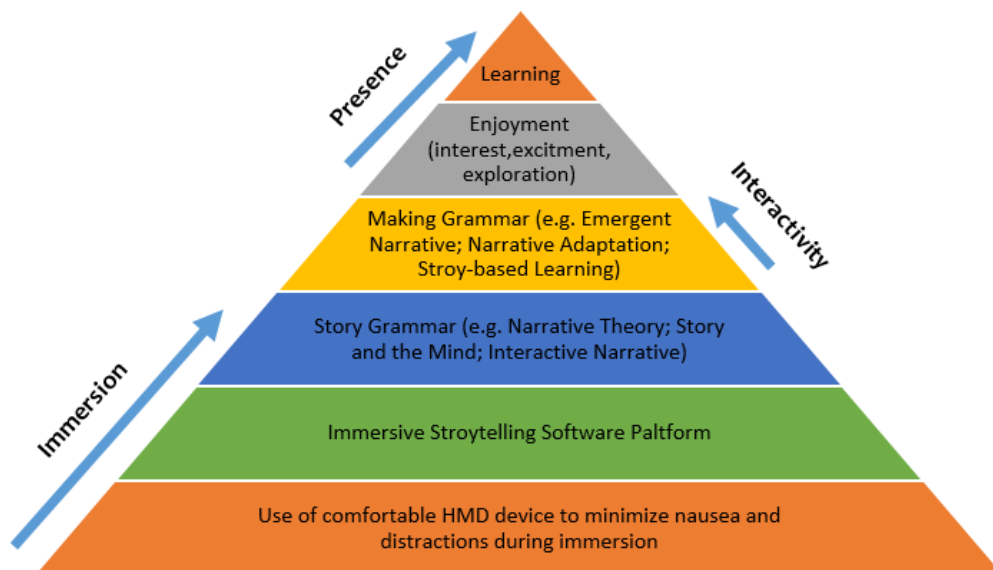 Presence
Learning
Enjoyment
(interest,excitment,
exploration)
Interactivity
Making Grammar (e.g. Emergent
Narrative; Narrative Adaptation;
Stroy-based Learning)
Immersion
Story Grammar (e.g. Narrative Theory; Story
and the Mind; Interactive Narrative)
Immersive Stroytelling Software Paltform
Use of comfortable HMD device to minimize nausea and
distractions during immersion